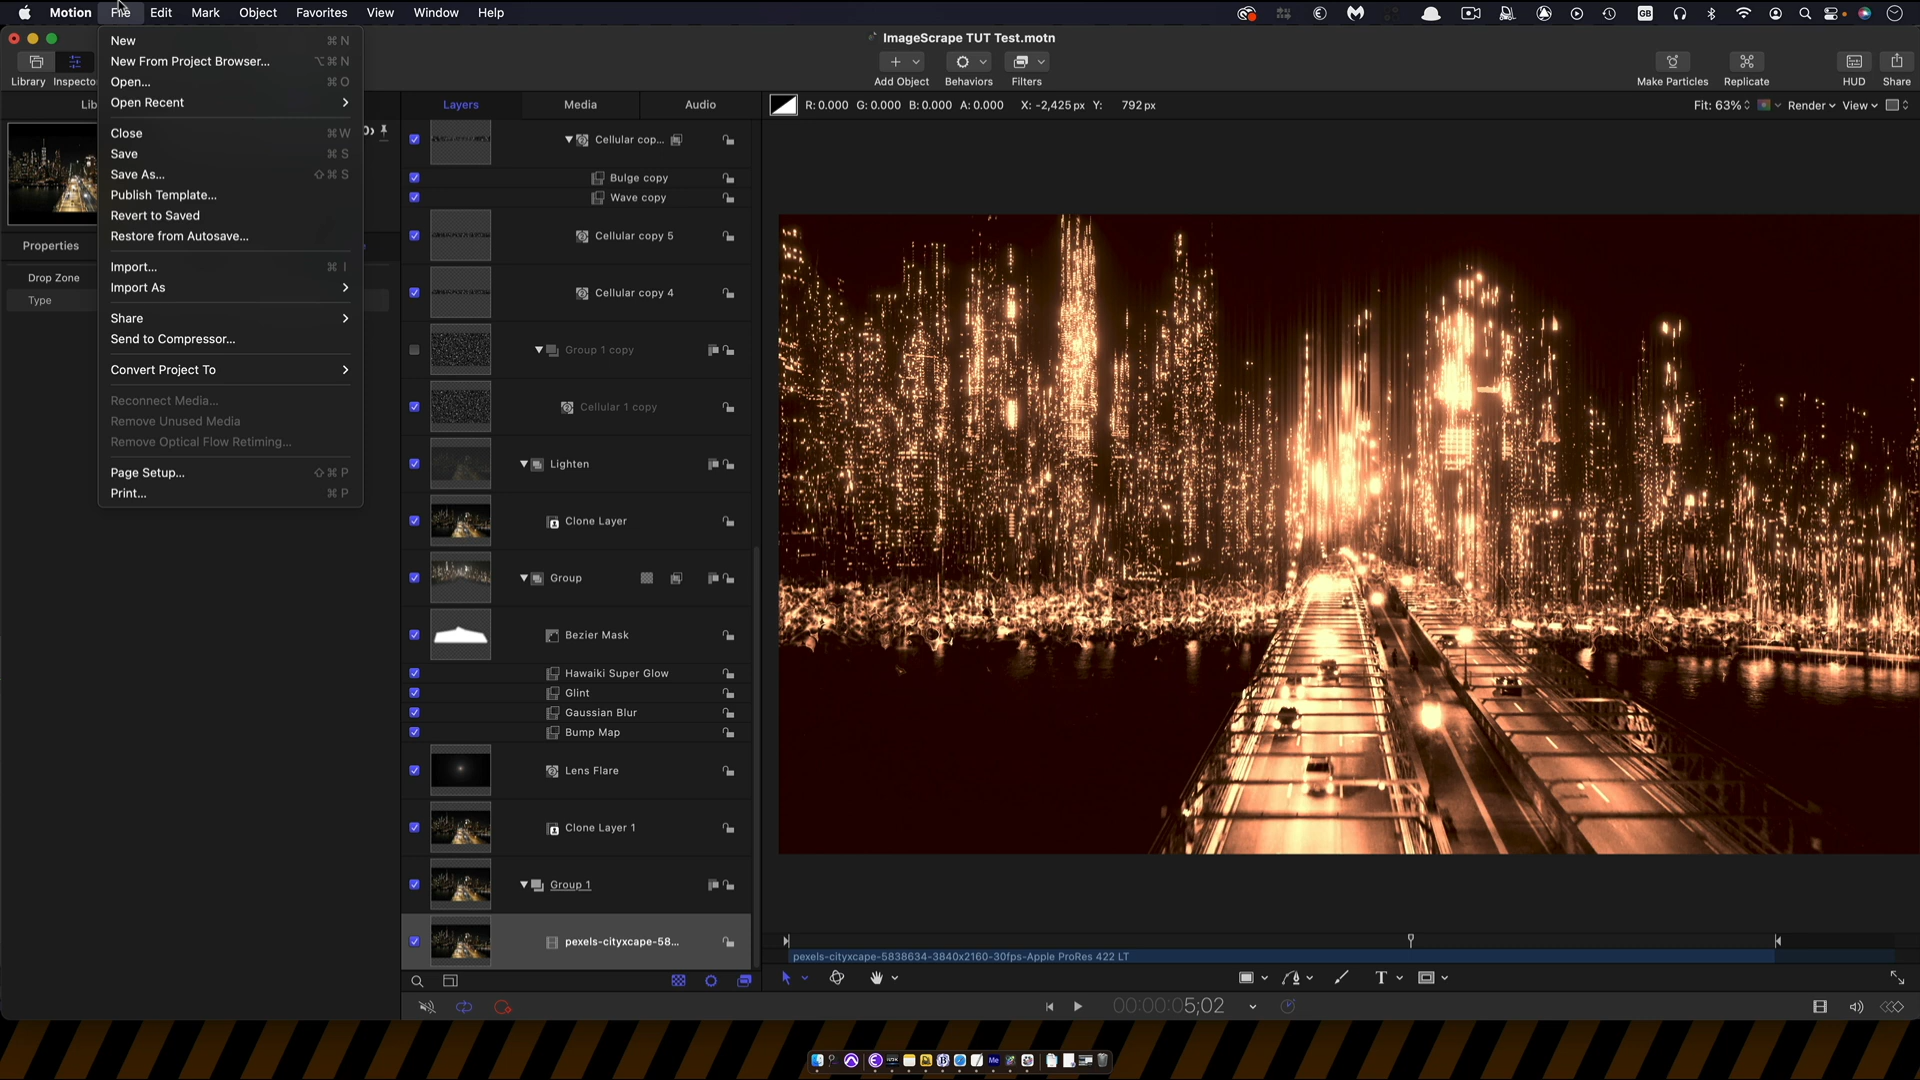 Motion File Edit Mark Object Favorites View Window Help
GB
ImageScrape TUT Test.motn
Library Inspecto
Add Object Behaviors Filters
Make Particles Replicate HUD Share
New ⌘ N
New From Project Browser... ⌥⌘ N
Open... ⌘ O
Open Recent
Close ⌘ W
Save ⌘ S
Save As... ⇧⌘ S
Publish Template...
Revert to Saved
Restore from Autosave...
Import... ⌘ I
Import As
Share
Send to Compressor...
Convert Project To
Reconnect Media...
Remove Unused Media
Remove Optical Flow Retiming...
Page Setup... ⇧⌘ P
Print... ⌘ P
Lib
Properties
Drop Zone
Type
Layers Media Audio
R: 0.000 G: 0.000 B: 0.000 A: 0.000 X: -2,425 px Y: 792 px
Fit: 63% Render View
Cellular cop...
Bulge copy
Wave copy
Cellular copy 5
Cellular copy 4
Group 1 copy
Cellular 1 copy
Lighten
Clone Layer
Group
Bezier Mask
Hawaiki Super Glow
Glint
Gaussian Blur
Bump Map
Lens Flare
Clone Layer 1
Group 1
pexels-cityxcape-58...
pexels-cityxcape-5838634-3840x2160-30fps-Apple ProRes 422 LT
T
00:00:05;02
Me